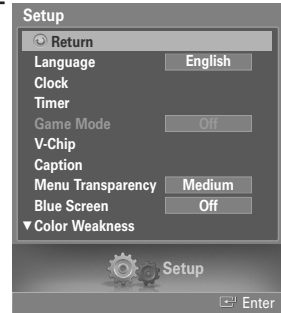 Setup
Return
Language English
Clock
Timer
Game Mode Off
V-Chip
Caption
Menu Transparency Medium
Blue Screen Off
▼Color Weakness
Setup
Enter